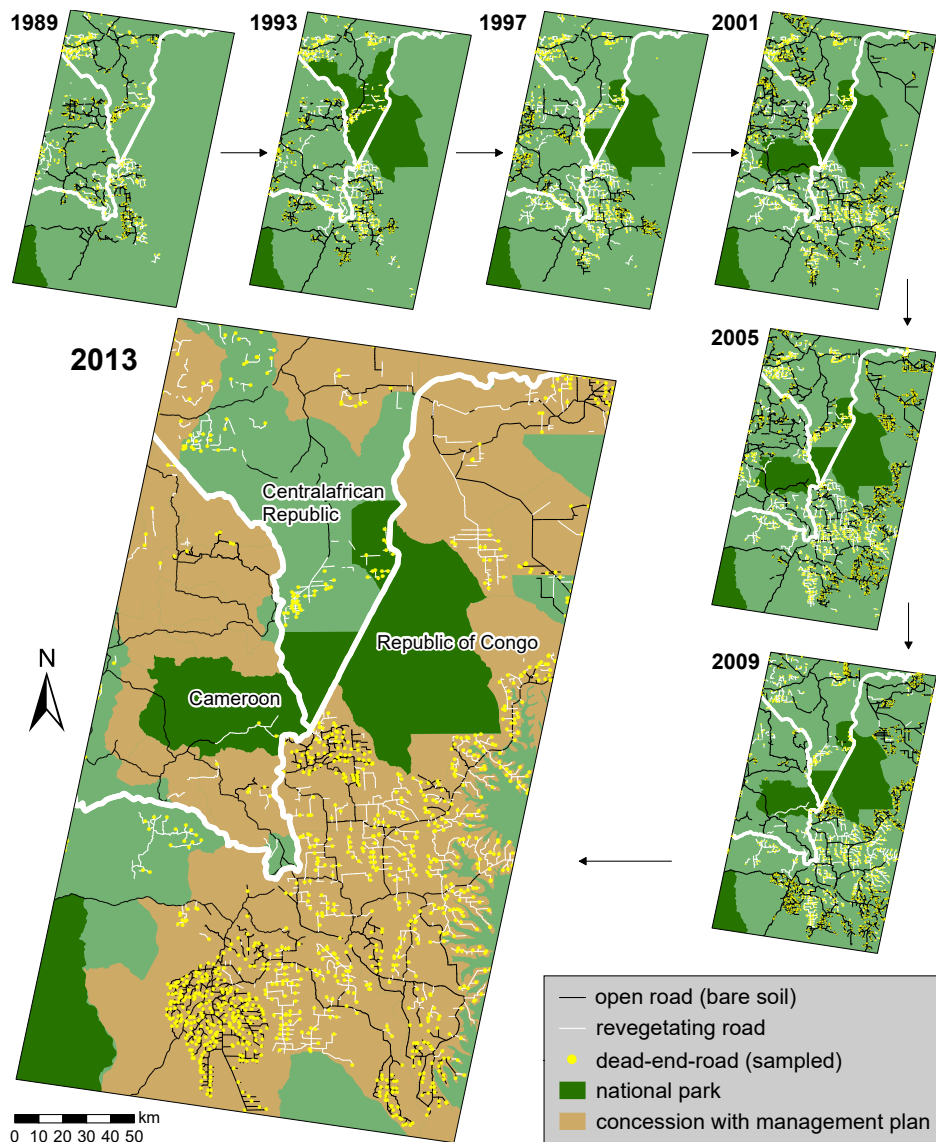 1989
1993
1997
2001
2005
2013
Centralafrican
Republic
Republic of Congo
N
Cameroon
2009
open road (bare soil)
revegetating road
dead-end-road (sampled)
national park
concession with management plan
km
0 10 20 30 40 50